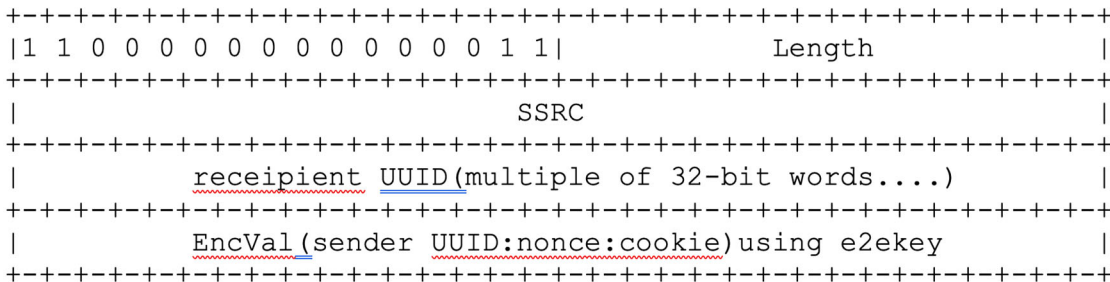 +-+-+-+-+-+-+-+-+-+-+-+-+-+-+-+-+-+-+-+-+-+-+-+-+-+-+-+-+-+-+-+-+
|1 1 0 0 0 0 0 0 0 0 0 0 0 0 1 1| Length |
+-+-+-+-+-+-+-+-+-+-+-+-+-+-+-+-+-+-+-+-+-+-+-+-+-+-+-+-+-+-+-+-+
| SSRC |
+-+-+-+-+-+-+-+-+-+-+-+-+-+-+-+-+-+-+-+-+-+-+-+-+-+-+-+-+-+-+-+-+
| receipient UUID(multiple of 32-bit words....) |
+-+-+-+-+-+-+-+-+-+-+-+-+-+-+-+-+-+-+-+-+-+-+-+-+-+-+-+-+-+-+-+-+
| EncVal(sender UUID:nonce:cookie)using e2ekey |
+-+-+-+-+-+-+-+-+-+-+-+-+-+-+-+-+-+-+-+-+-+-+-+-+-+-+-+-+-+-+-+-+